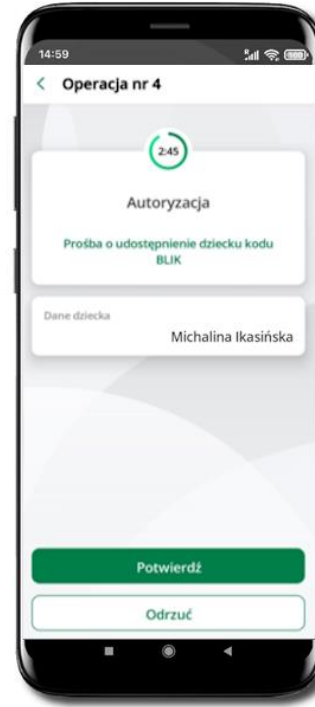 14:59
Operacja nr 4
2:45
Autoryzacja
Prośba o udostępnienie dziecku kodu
BLIK
Dane dziecka
Michalina Ikasińska
Potwierdź
Odrzuć